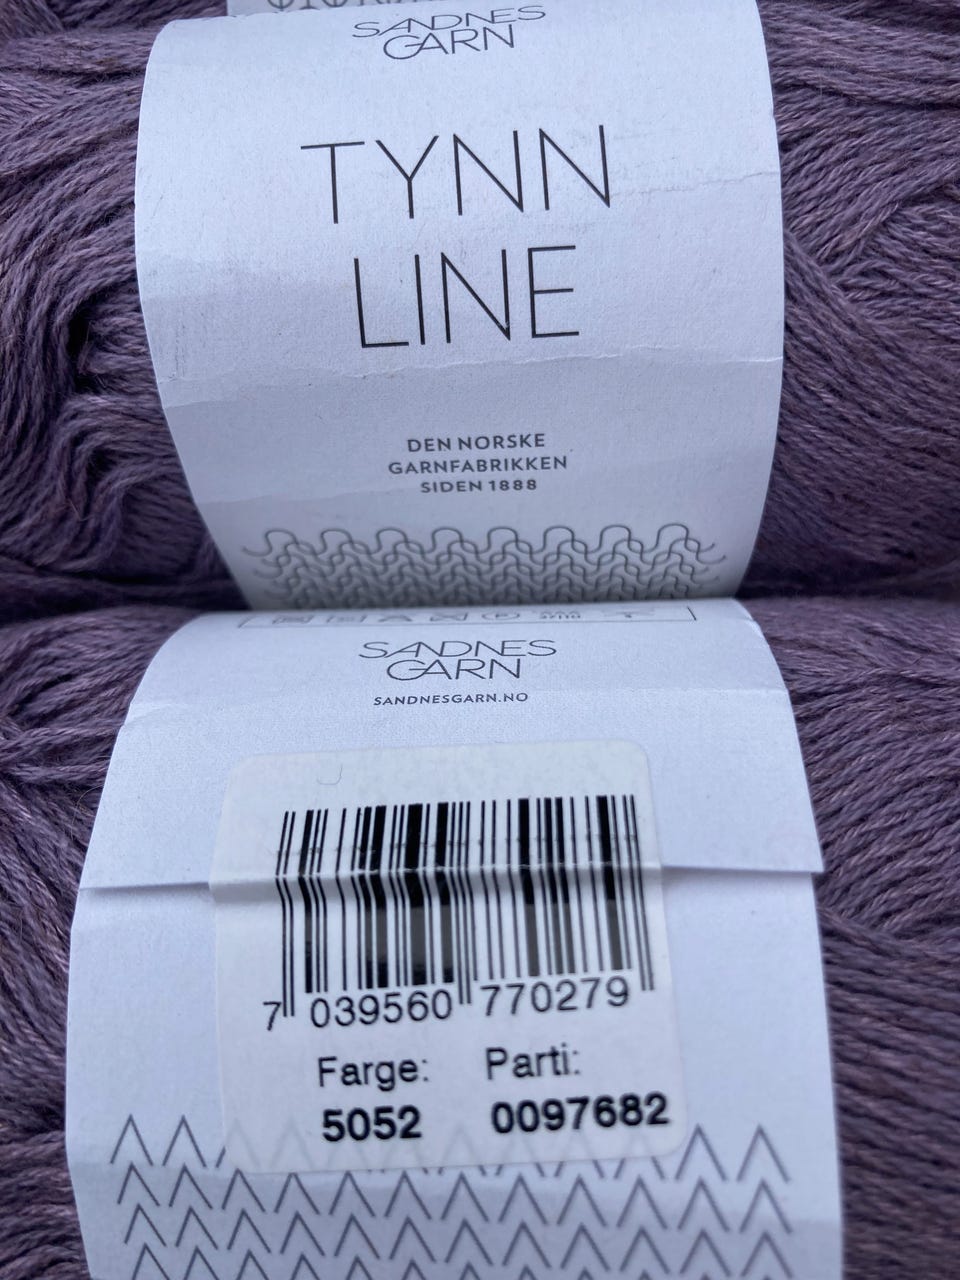 SANDNES
GARN
TYNN
LINE
DEN NORSKE
GARNFABRIKKEN
SIDEN 1888
SANDNES
GARN
SANDNESGARN.NO
7 039560 770279
Farge: Parti:
5052 0097682